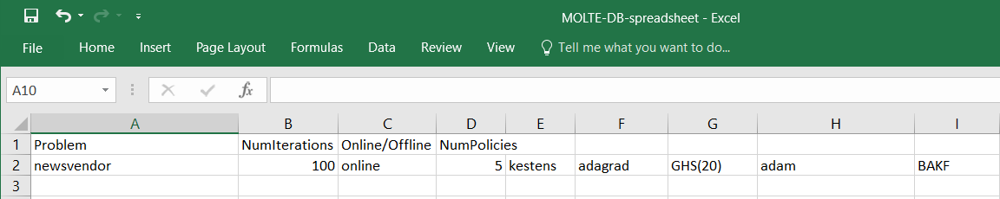 MOLTE-DB-spreadsheet - Excel
File Home Insert Page Layout Formulas Data Review View Tell me what you want to do...
A10 fx
A B C D E F G H I
1 Problem NumIterations Online/Offline NumPolicies
2 newsvendor 100 online 5 kestens adagrad GHS(20) adam BAKF
3